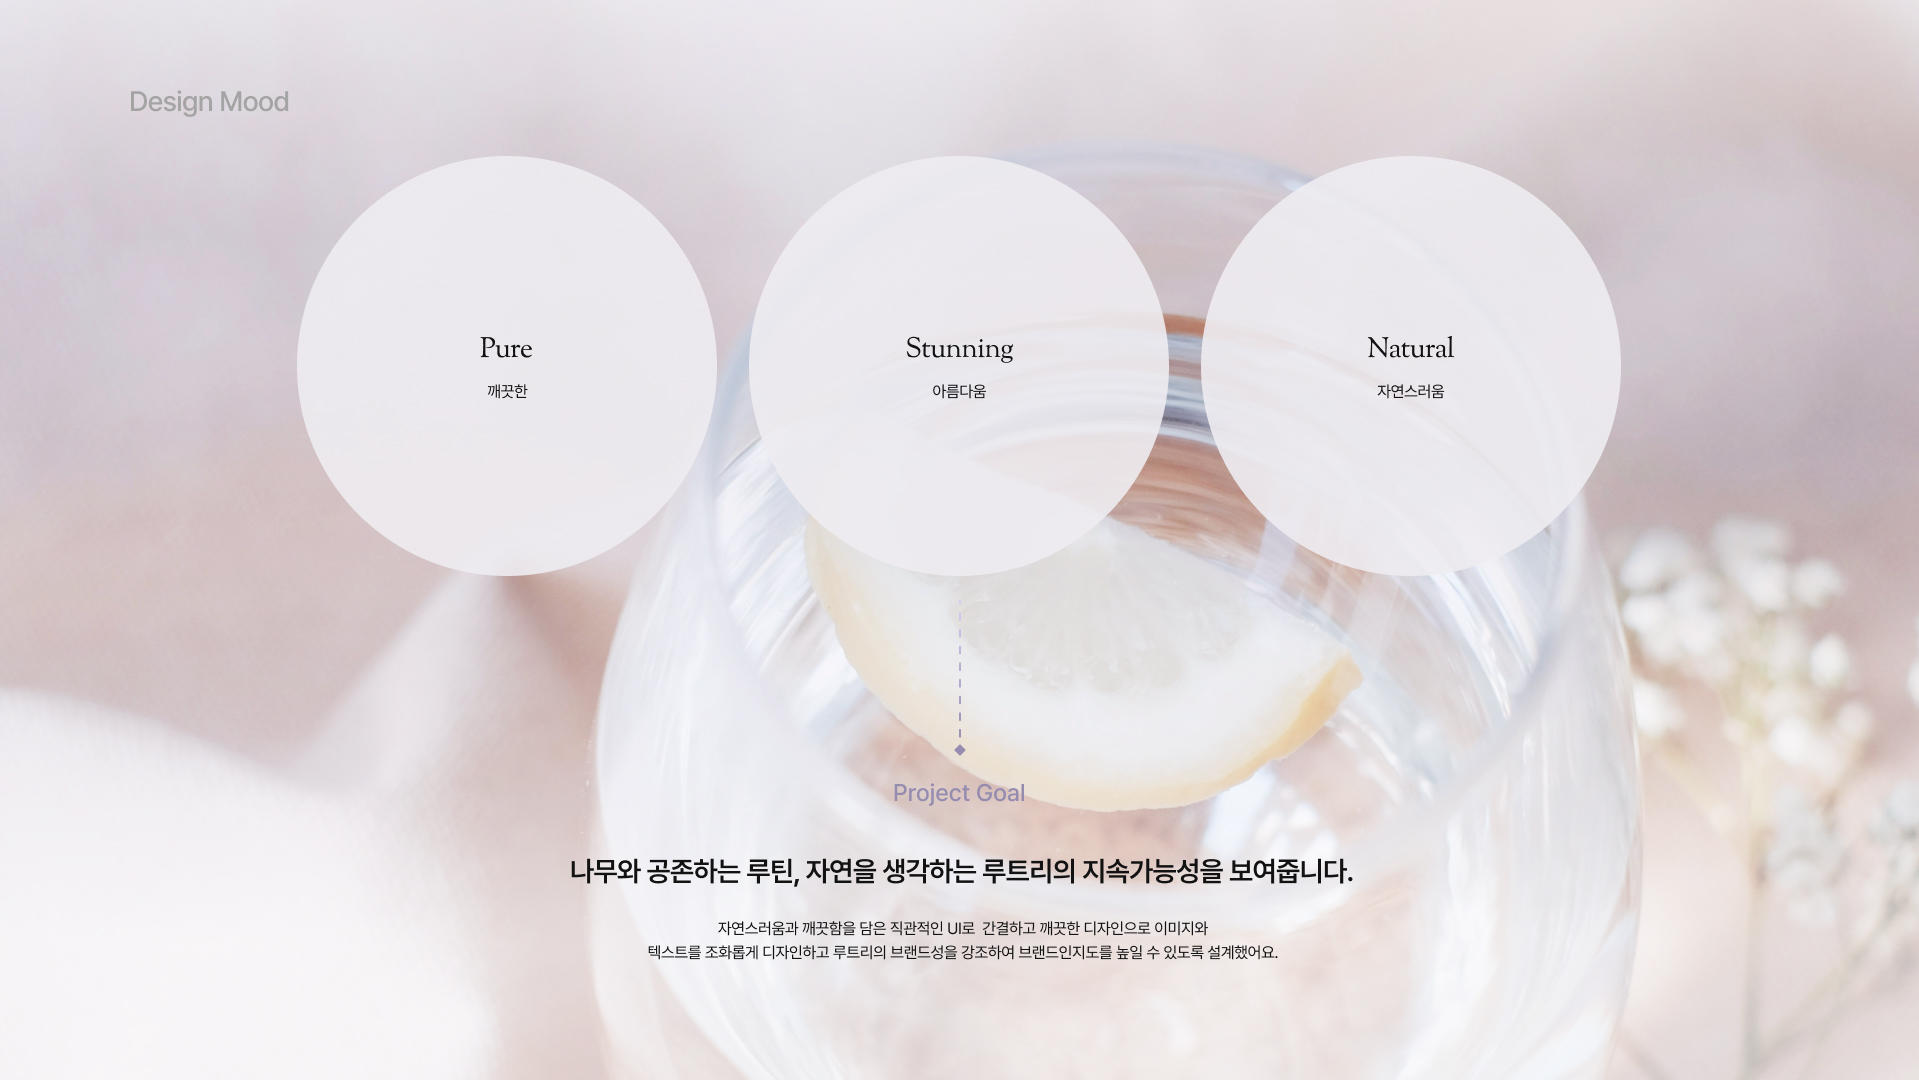 Design Mood
Pure
깨끗한
Stunning
아름다움
Natural
자연스러움
Project Goal
나무와 공존하는 루틴, 자연을 생각하는 루트리의 지속가능성을 보여줍니다.
자연스러움과 깨끗함을 담은 직관적인 UI로 간결하고 깨끗한 디자인으로 이미지와
텍스트를 조화롭게 디자인하고 루트리의 브랜드성을 강조하여 브랜드인지도를 높일 수 있도록 설계했어요.